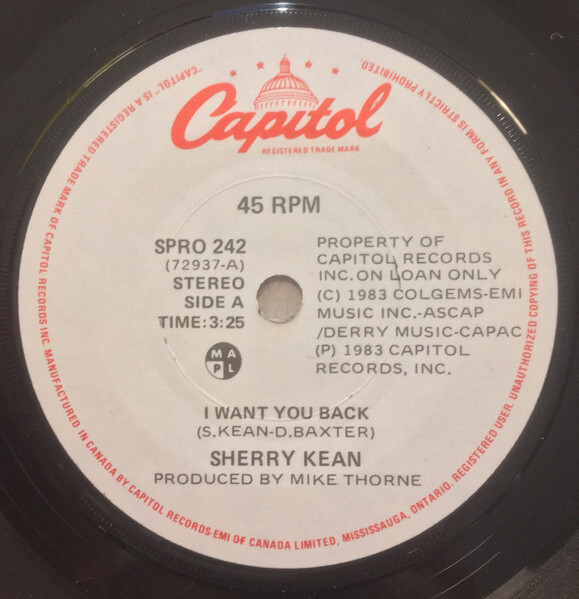 Capitol
REGISTERED TRADE MARK
45 RPM
SPRO 242
(72937-A)
STEREO
SIDE A
TIME: 3:25
M A
P L
PROPERTY OF
CAPITOL RECORDS
INC. ON LOAN ONLY
(C) 1983 COLGEMS-EMI
MUSIC INC.-ASCAP
/DERRY MUSIC-CAPAC
(P) 1983 CAPITOL
RECORDS, INC.
I WANT YOU BACK
(S. KEAN-D. BAXTER)
SHERRY KEAN
PRODUCED BY MIKE THORNE
"CAPITOL" IS A REGISTERED TRADE MARK OF CAPITOL RECORDS INC. MANUFACTURED IN CANADA BY CAPITOL RECORDS-EMI OF CANADA LIMITED, MISSISSAUGA, ONTARIO. REGISTERED USER. UNAUTHORIZED COPYING OF THIS RECORD IN ANY FORM IS STRICTLY PROHIBITED.